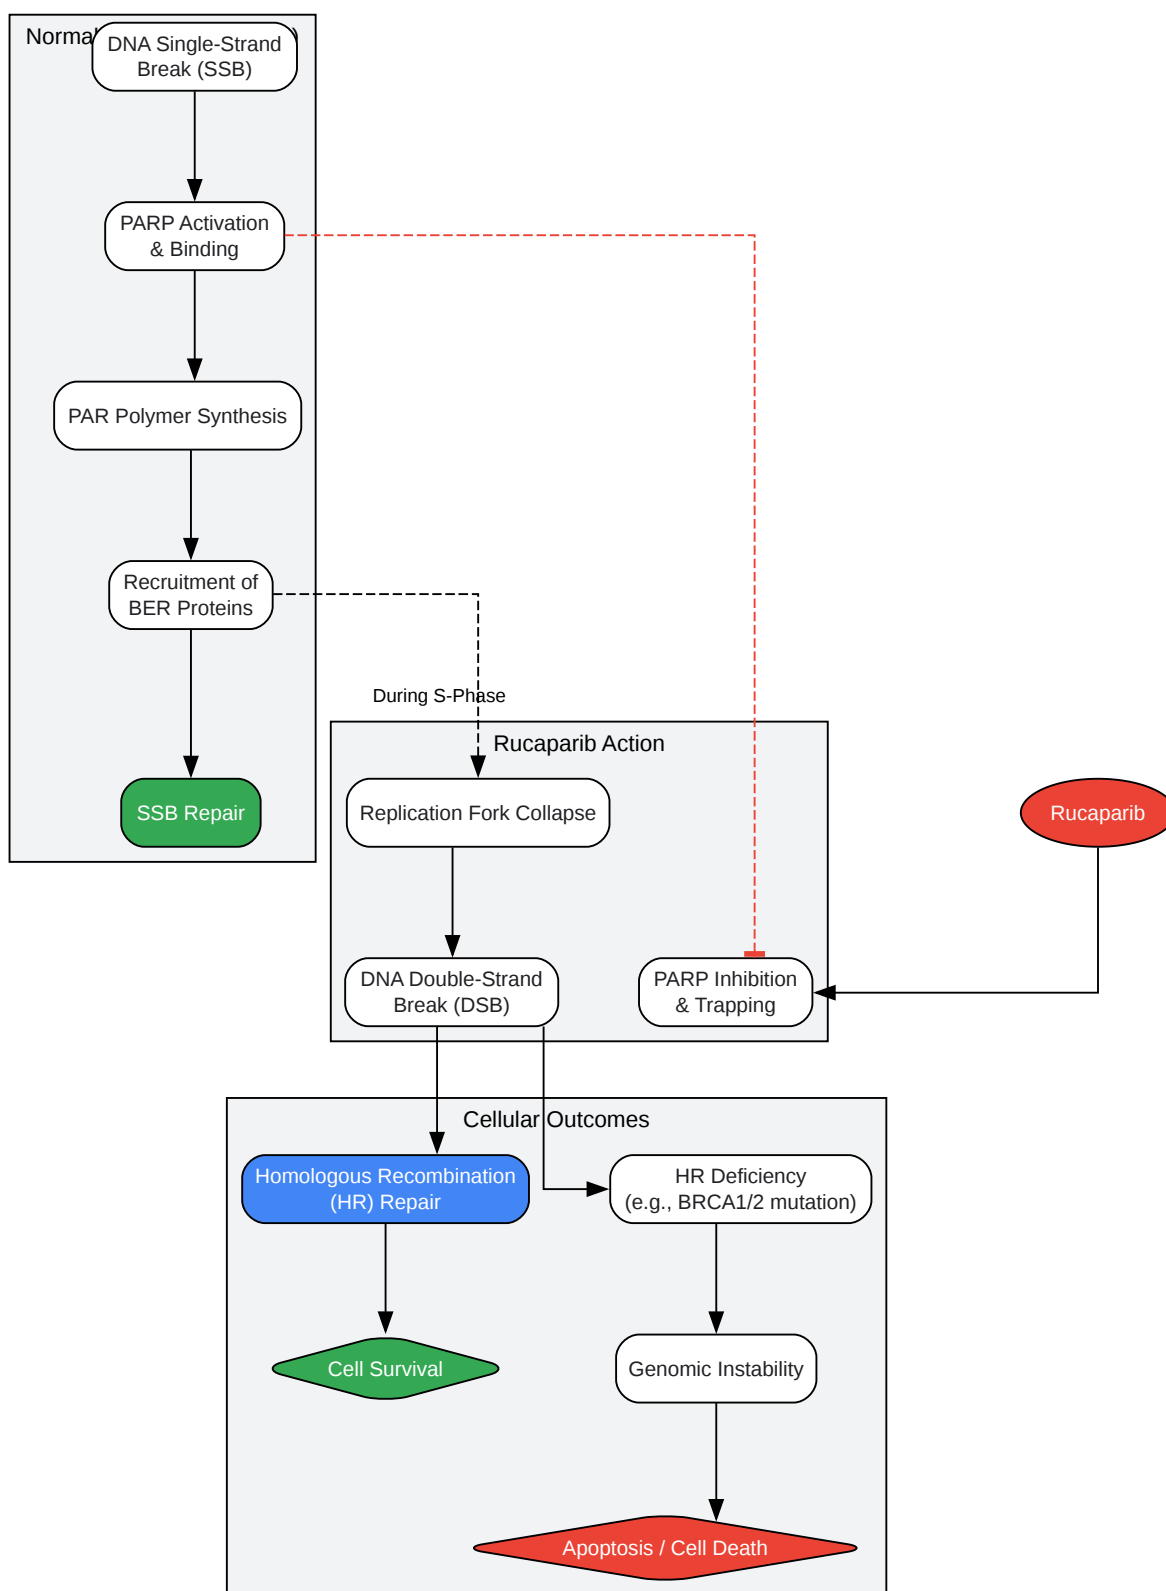 Normal
)
DNA Single-Strand
Break (SSB)
PARP Activation
& Binding
PAR Polymer Synthesis
Recruitment of
BER Proteins
During S-Phase
SSB Repair
Rucaparib Action
Replication Fork Collapse
Rucaparib
DNA Double-Strand
Break (DSB)
PARP Inhibition
& Trapping
Cellular Outcomes
Homologous Recombination
(HR) Repair
HR Deficiency
(e.g., BRCA1/2 mutation)
Cell Survival
Genomic Instability
Apoptosis / Cell Death